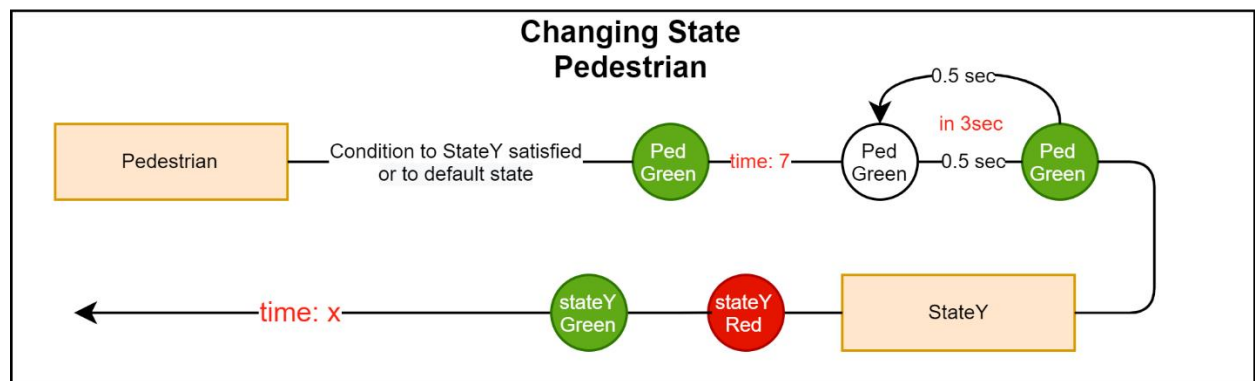 Changing State
Pedestrian
Pedestrian
Condition to StateY satisfied
or to default state
Ped
Green
time: 7
Ped
Green
0.5 sec
in 3sec
0.5 sec
Ped
Green
StateY
stateY
Red
stateY
Green
time: x